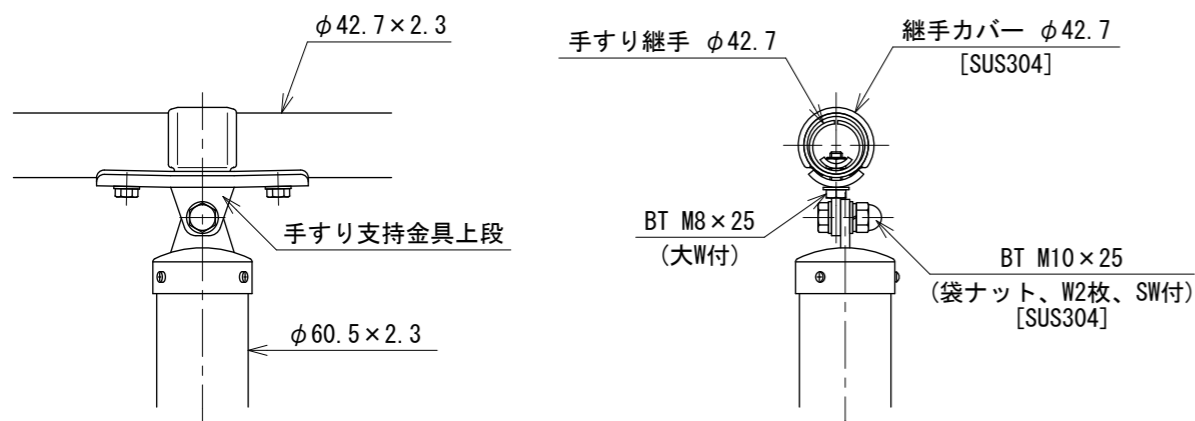 φ42.7×2.3
手すり支持金具上段
φ60.5×2.3
手すり継手 φ42.7
継手カバー φ42.7
[SUS304]
BT M8×25
(大W付)
BT M10×25
(袋ナット、W2枚、SW付)
[SUS304]